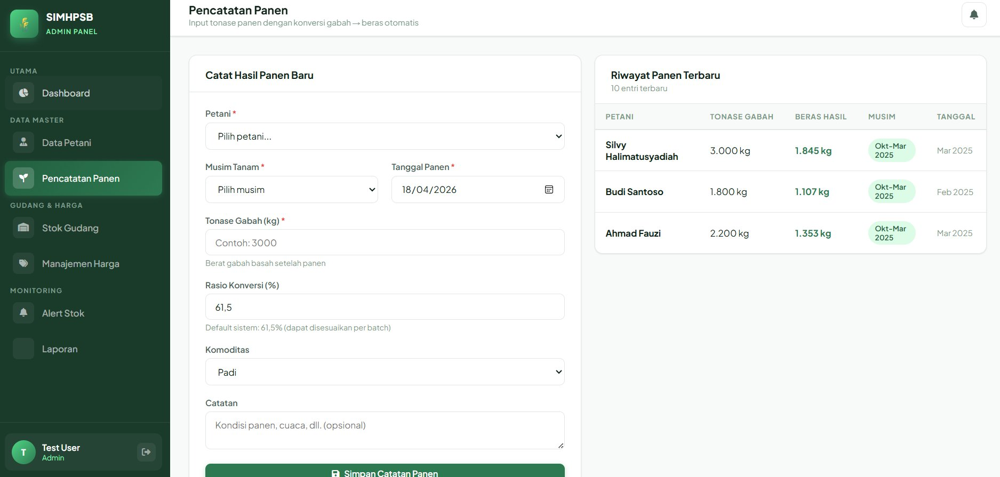 SIMHPSB
ADMIN PANEL
UTAMA
Dashboard
DATA MASTER
Data Petani
Pencatatan Panen
GUDANG & HARGA
Stok Gudang
Manajemen Harga
MONITORING
Alert Stok
Laporan
T
Test User
Admin
Pencatatan Panen
Input tonase panen dengan konversi gabah → beras otomatis
Catat Hasil Panen Baru
Petani *
Pilih petani...
Musim Tanam * Tanggal Panen *
Pilih musim 18/04/2026
Tonase Gabah (kg) *
Contoh: 3000
Berat gabah basah setelah panen
Rasio Konversi (%)
61,5
Default sistem: 61,5% (dapat disesuaikan per batch)
Komoditas
Padi
Catatan
Kondisi panen, cuaca, dll. (opsional)
Simpan Catatan Panen
Riwayat Panen Terbaru
10 entri terbaru
PETANI TONASE GABAH BERAS HASIL MUSIM TANGGAL
Silvy Halimatusyadiah 3.000 kg 1.845 kg Okt-Mar 2025 Mar 2025
Budi Santoso 1.800 kg 1.107 kg Okt-Mar 2025 Feb 2025
Ahmad Fauzi 2.200 kg 1.353 kg Okt-Mar 2025 Mar 2025